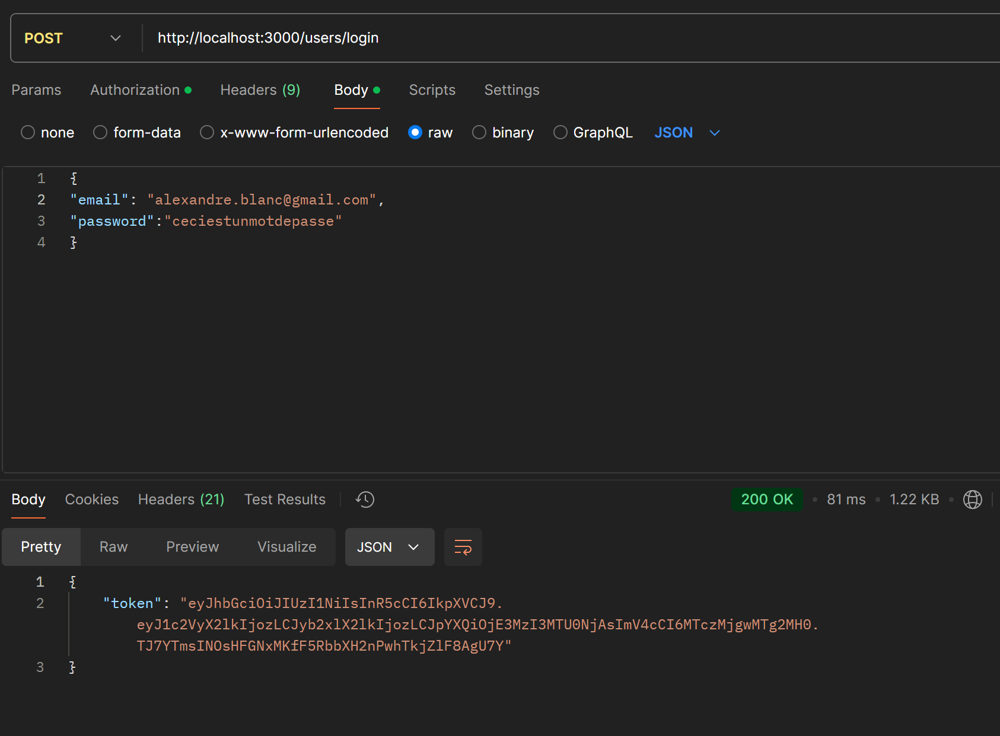 POST http://localhost:3000/users/login
Params Authorization Headers (9) Body Scripts Settings
none form-data x-www-form-urlencoded raw binary GraphQL JSON
1 {
2 "email": "alexandre.blanc@gmail.com",
3 "password":"ceciestunmotdepasse"
4 }
Body Cookies Headers (21) Test Results 200 OK • 81 ms • 1.22 KB •
Pretty Raw Preview Visualize JSON
1 {
2 "token": "eyJhbGciOiJIUzI1NiIsInR5cCI6IkpXVCJ9.
eyJ1c2VyX2lkIjozLCJyb2xlX2lkIjozLCJpYXQiOjE3MzI3MTU0NjAsImV4cCI6MTczMjgwMTg2MH0.
TJ7YTmsINOsHFGNxMKfF5RbbXH2nPwhTkjZlF8AgU7Y"
3 }